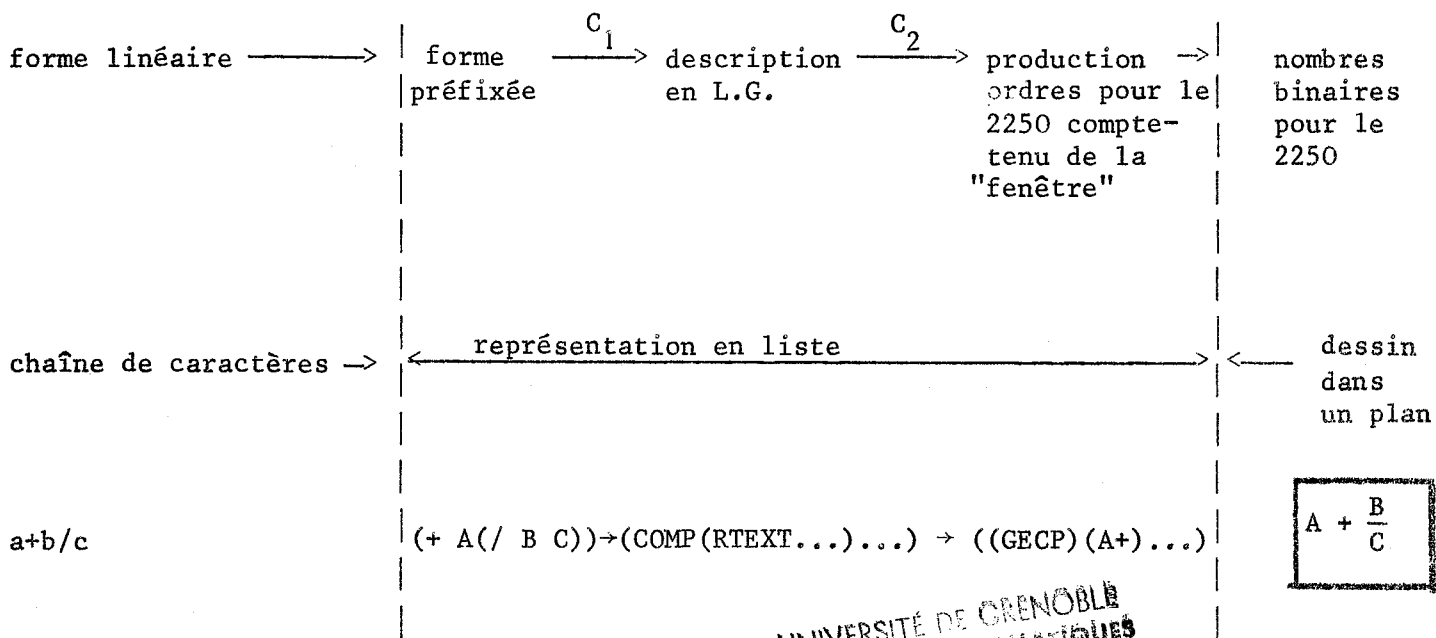 C1 C2
forme linéaire ———> | forme ———> description ———> production —>| nombres
|préfixée en L.G. ordres pour le| binaires
2250 compte- pour le
tenu de la 2250
"fenêtre"
chaîne de caractères —> <——— représentation en liste ———> <—— dessin
dans
un plan
a+b/c |(+ A(/ B C))→(COMP(RTEXT...)...) → ((GECP)(A+)...)| A + B/C
UNIVERSITÉ DE GRENOBLE